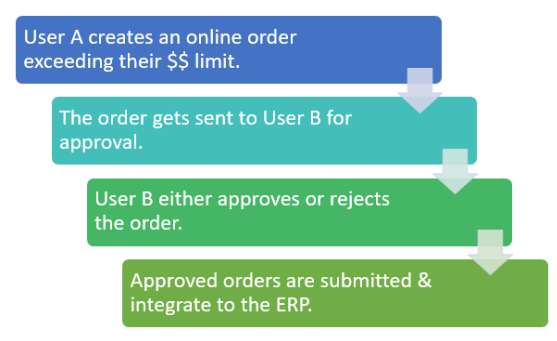 User A creates an online order
exceeding their $$ limit.
The order gets sent to User B for
approval.
User B either approves or rejects
the order.
Approved orders are submitted &
integrate to the ERP.